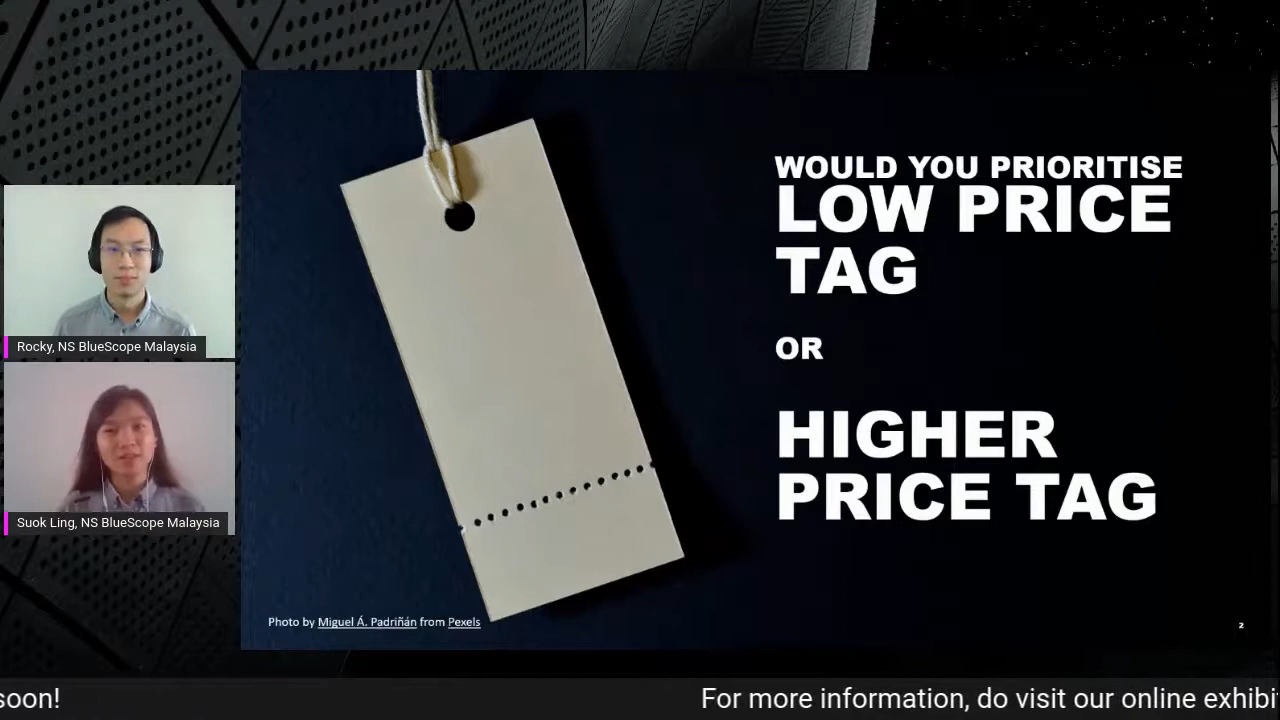 WOULD YOU PRIORITISE
LOW PRICE
TAG
OR
HIGHER
PRICE TAG
Rocky, NS BlueScope Malaysia
Suok Ling, NS BlueScope Malaysia
Photo by Miguel Á. Padriñán from Pexels
2
soon!
For more information, do visit our online exhibi